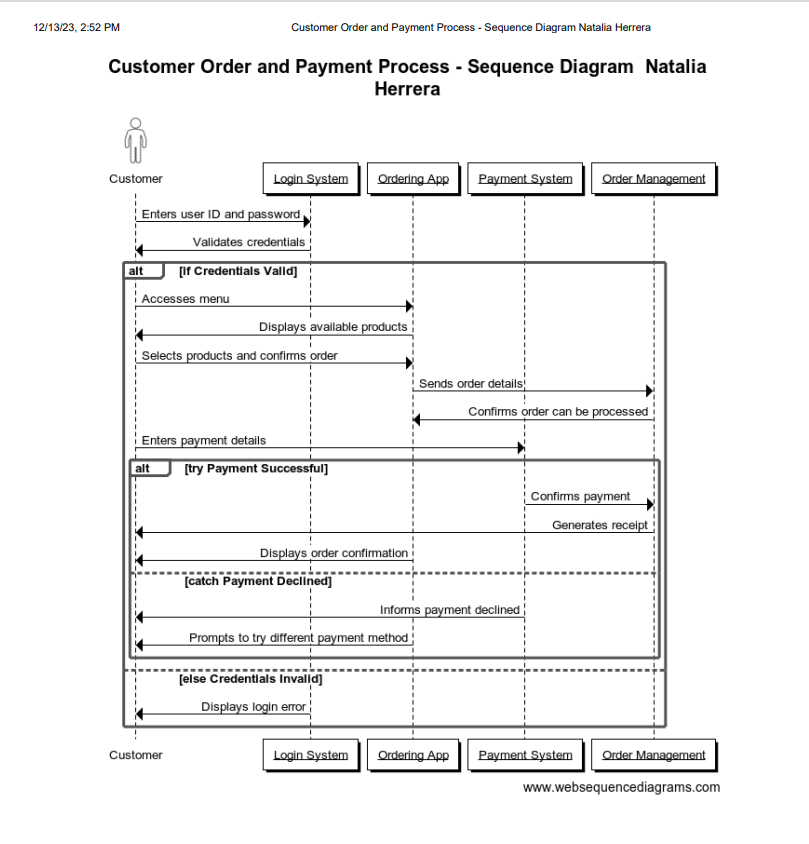 12/13/23, 2:52 PM Customer Order and Payment Process - Sequence Diagram Natalia Herrera
Customer Order and Payment Process - Sequence Diagram Natalia
Herrera
Customer Login System Ordering App Payment System Order Management
Enters user ID and password
Validates credentials
alt [if Credentials Valid]
Accesses menu
Displays available products
Selects products and confirms order
Sends order details
Confirms order can be processed
Enters payment details
alt [try Payment Successful]
Confirms payment
Generates receipt
Displays order confirmation
[catch Payment Declined]
Informs payment declined
Prompts to try different payment method
[else Credentials Invalid]
Displays login error
Customer Login System Ordering App Payment System Order Management
www.websequencediagrams.com